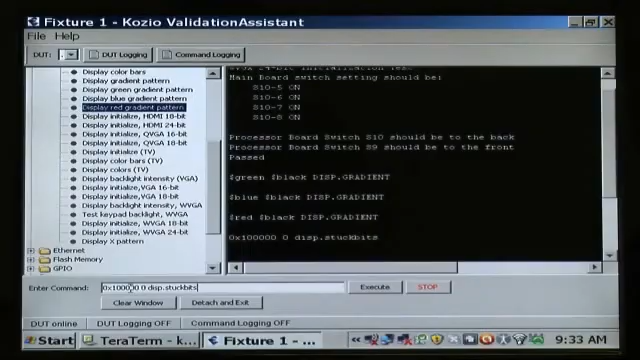 Fixture 1 - Kozio ValidationAssistant
File Help
DUT: DUT Logging Command Logging
Display color bars
Display gradient pattern
Display green gradient pattern
Display blue gradient pattern
Display red gradient pattern
Display initialize, HDMI 18-bit
Display initialize, HDMI 24-bit
Display initialize, QVGA 16-bit
Display initialize, QVGA 18-bit
Display initialize (TV)
Display color bars (TV)
Display colors (TV)
Display backlight intensity (VGA)
Display initialize,VGA 16-bit
Display initialize,VGA 18-bit
Display backlight intensity, WVGA
Test keypad backlight, WVGA
Display initialize, WVGA 18-bit
Display initialize, WVGA 24-bit
Display X pattern
Ethernet
Flash Memory
GPIO
Main Board switch setting should be:
S10-5 ON
S10-6 ON
S10-7 ON
S10-8 ON
Processor Board Switch S10 should be to the back
Processor Board Switch S9 should be to the front
Passed
$green $black DISP.GRADIENT
$blue $black DISP.GRADIENT
$red $black DISP.GRADIENT
0x100000 0 disp.stuckbits
Enter Command: 0x100000 0 disp.stuckbits Execute STOP
Clear Window Detach and Exit
DUT online DUT Logging OFF Command Logging OFF
Start TeraTerm - k... Fixture 1 - Kozio ... 9:33 AM